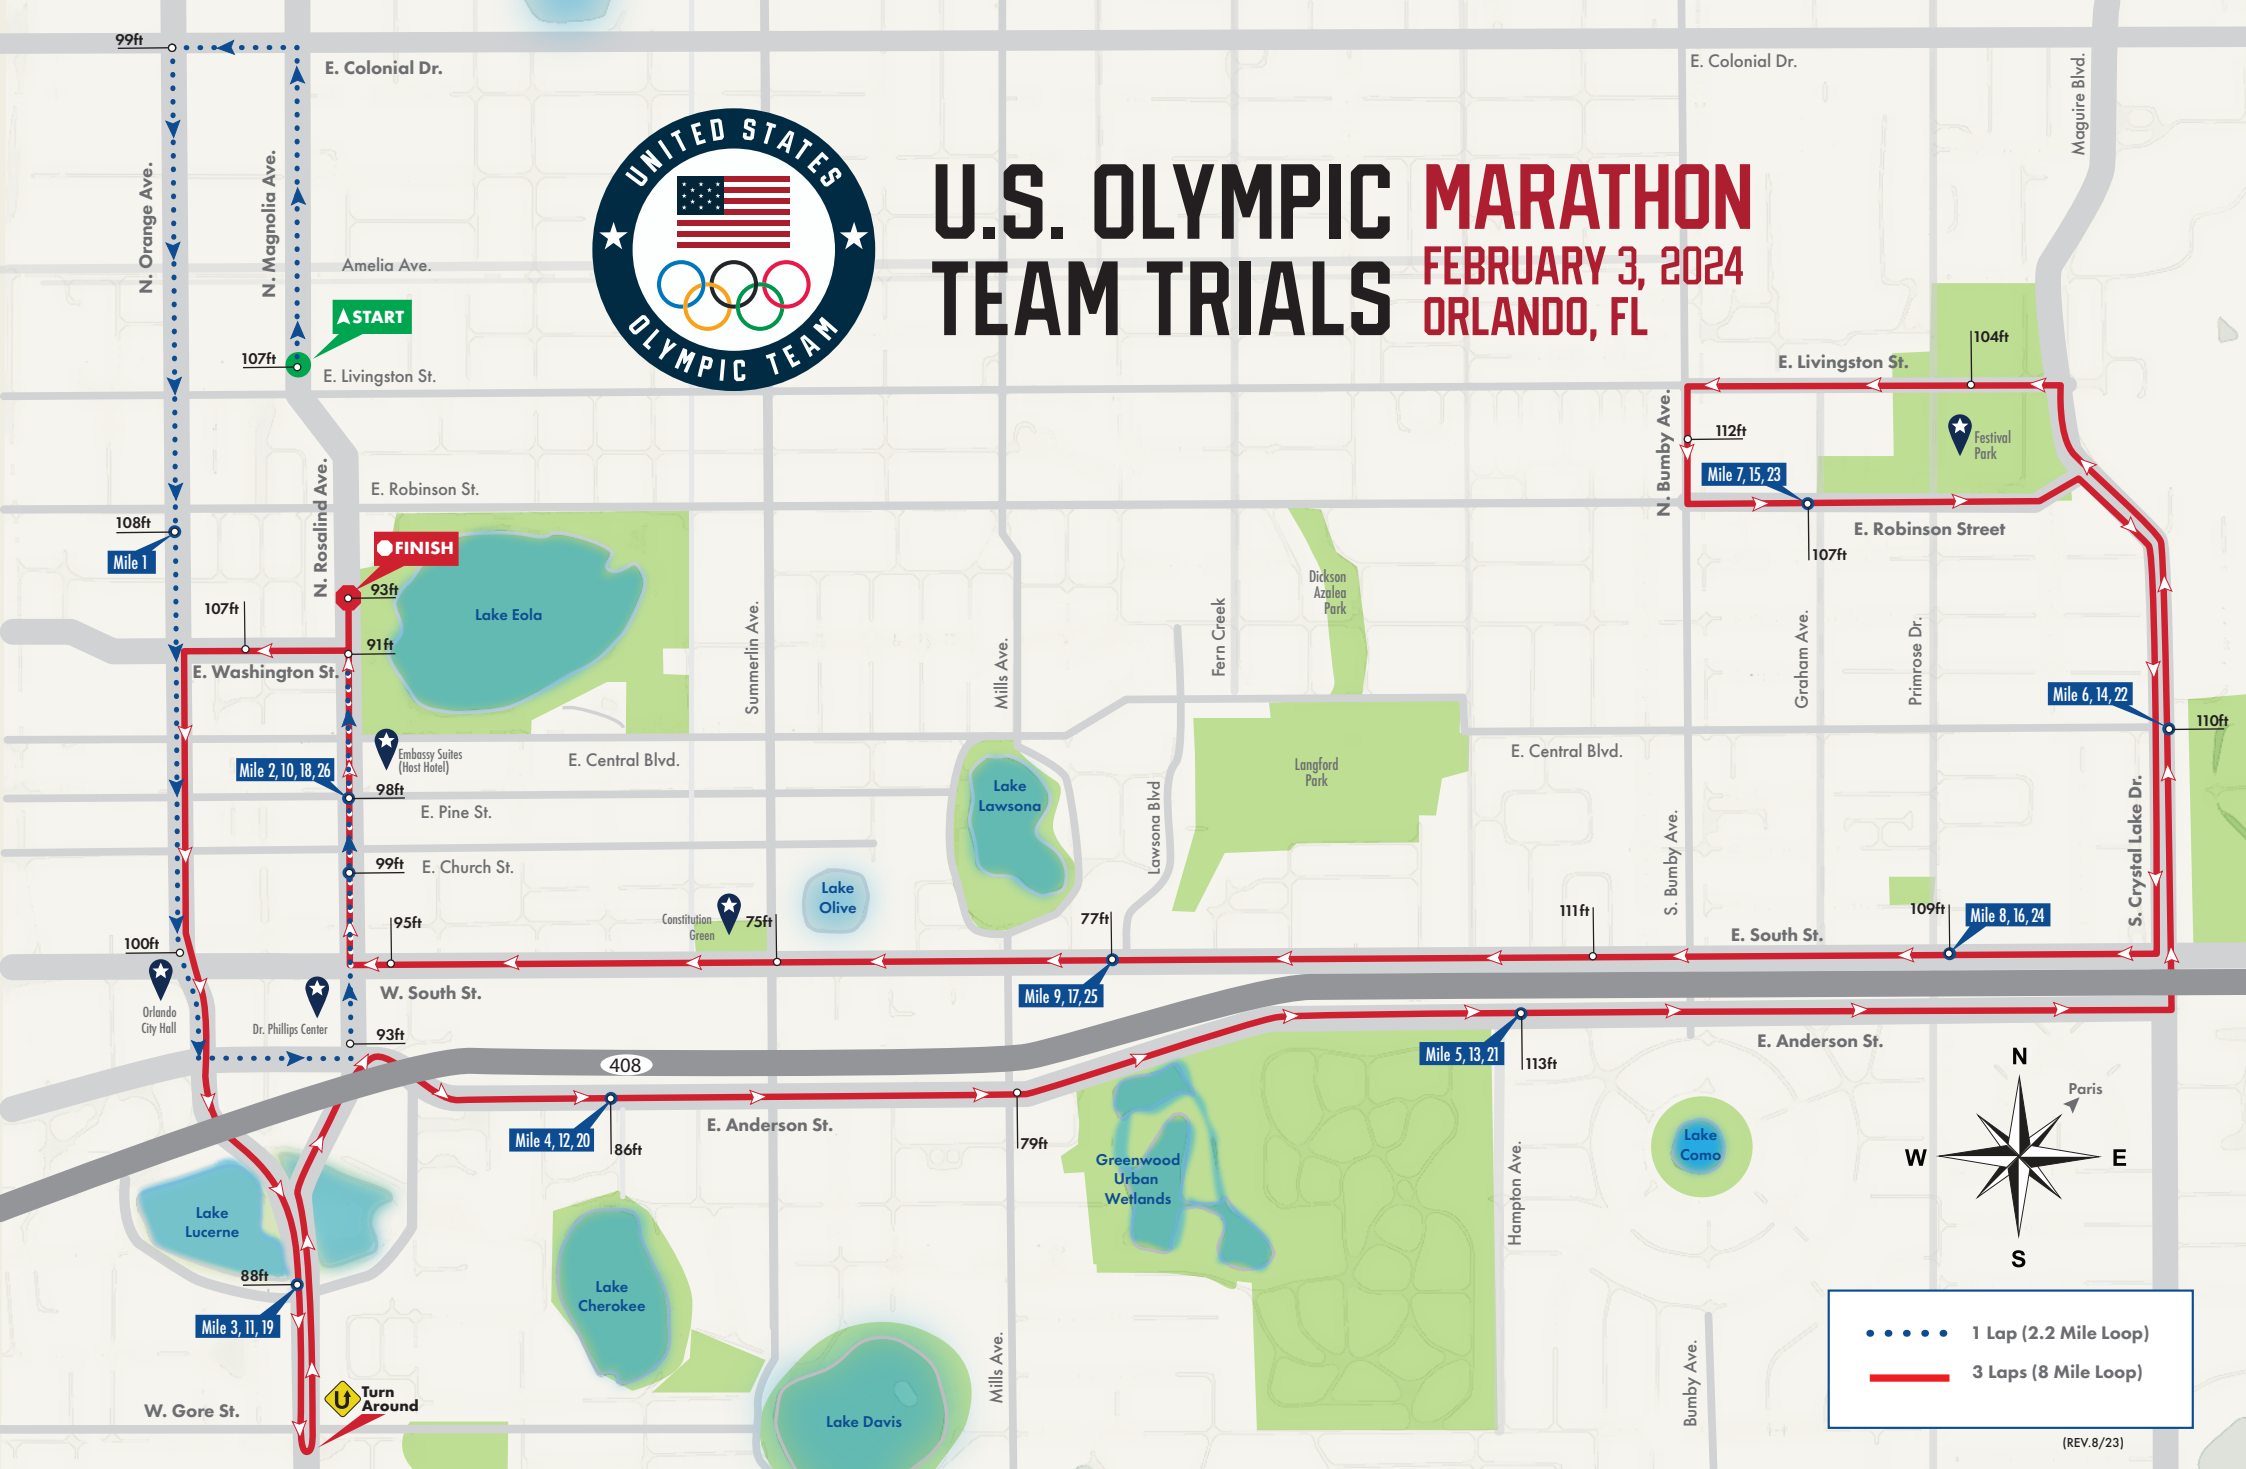 99ft
E. Colonial Dr.
E. Colonial Dr.
Maguire Blvd.
N. Orange Ave.
N. Magnolia Ave.
UNITED STATES
OLYMPIC TEAM
U.S. OLYMPIC
TEAM TRIALS
MARATHON
FEBRUARY 3, 2024
ORLANDO, FL
Amelia Ave.
START
107ft
E. Livingston St.
104ft
E. Livingston St.
N. Bumby Ave.
112ft
Festival
Park
Mile 7, 15, 23
E. Robinson St.
N. Rosalind Ave.
108ft
Mile 1
FINISH
93ft
E. Robinson Street
107ft
Dickson
Azalea
Park
107ft
Lake Eola
91ft
E. Washington St.
Summerlin Ave.
Mills Ave.
Fern Creek
Graham Ave.
Primrose Dr.
Mile 6, 14, 22
110ft
Embassy Suites
(Host Hotel)
E. Central Blvd.
E. Central Blvd.
Mile 2, 10, 18, 26
98ft
E. Pine St.
Lake
Lawsona
Langford
Park
Lawsona Blvd
S. Bumby Ave.
S. Crystal Lake Dr.
99ft
E. Church St.
Lake
Olive
95ft
Constitution
Green
75ft
77ft
111ft
109ft
Mile 8, 16, 24
E. South St.
100ft
Orlando
City Hall
W. South St.
Mile 9, 17, 25
Dr. Phillips Center
93ft
408
Mile 5, 13, 21
113ft
E. Anderson St.
Mile 4, 12, 20
86ft
E. Anderson St.
79ft
N
Paris
W
E
S
Lake
Como
Greenwood
Urban
Wetlands
Hampton Ave.
Lake
Lucerne
88ft
Mile 3, 11, 19
Lake
Cherokee
Turn
Around
W. Gore St.
Lake Davis
Mills Ave.
Bumby Ave.
1 Lap (2.2 Mile Loop)
3 Laps (8 Mile Loop)
(REV.8/23)